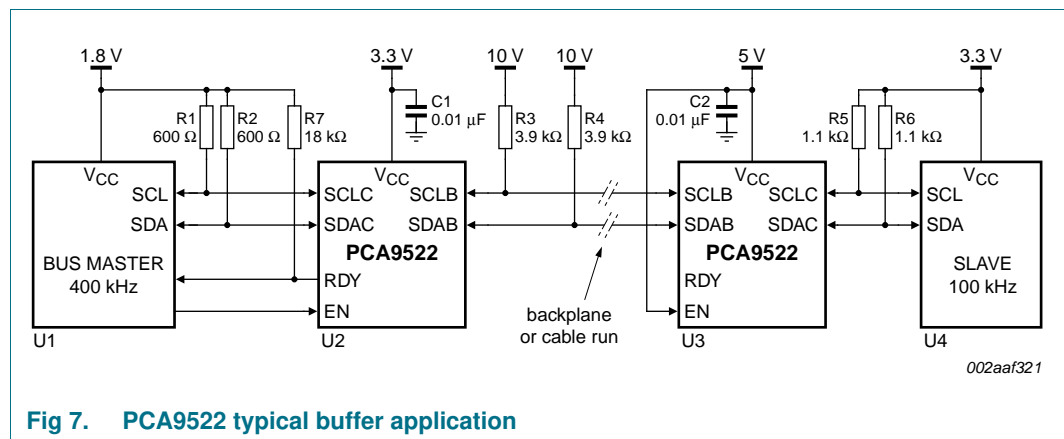 1.8 V
3.3 V
10 V 10 V
5 V
3.3 V
R1
600 Ω
R2
600 Ω
R7
18 kΩ
C1
0.01 μF
R3
3.9 kΩ
R4
3.9 kΩ
C2
0.01 μF
R5
1.1 kΩ
R6
1.1 kΩ
VCC
SCL
SDA
BUS MASTER
400 kHz
U1
VCC
SCLC SCLB
SDAC SDAB
PCA9522
RDY
EN
U2
backplane
or cable run
VCC
SCLB SCLC
SDAB SDAC
PCA9522
RDY
EN
U3
VCC
SCL
SDA
SLAVE
100 kHz
U4
002aaf321
Fig 7. PCA9522 typical buffer application